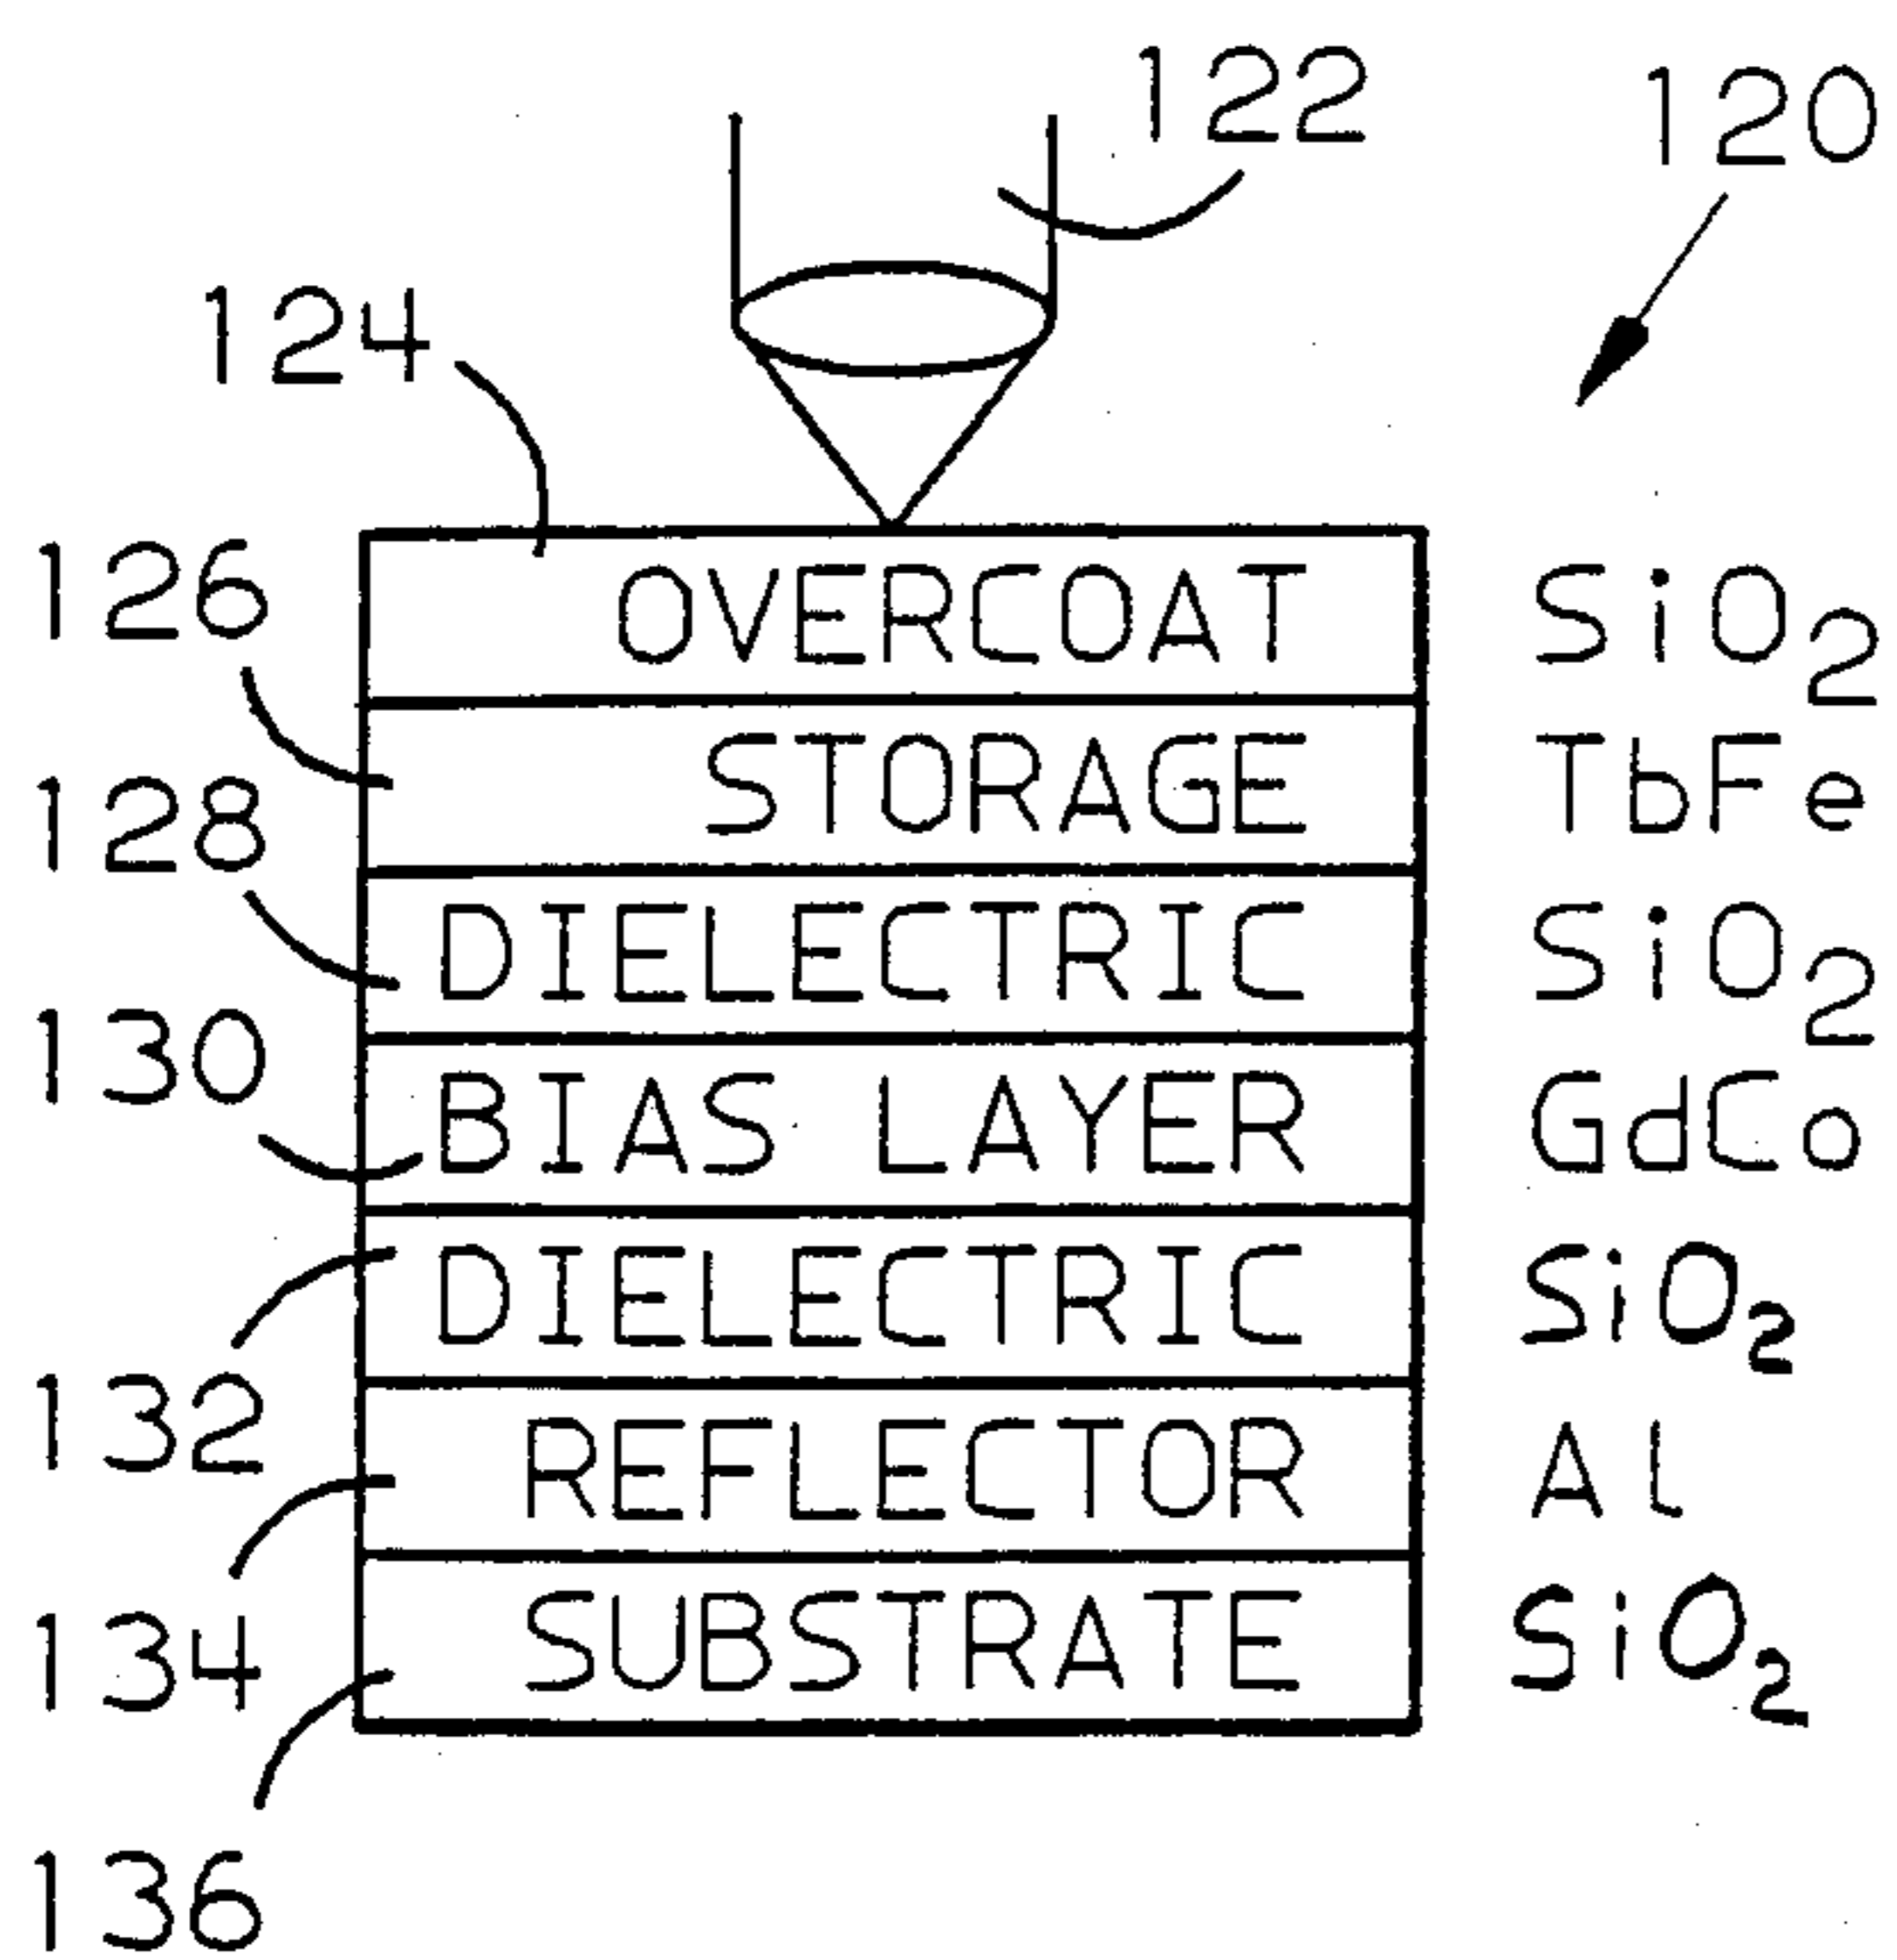 122
120
124
126 OVERCOAT SiO2
STORAGE TbFe
128
DIELECTRIC SiO2
130 BIAS LAYER GdCo
DIELECTRIC SiO2
132 REFLECTOR Al
134 SUBSTRATE SiO2
136